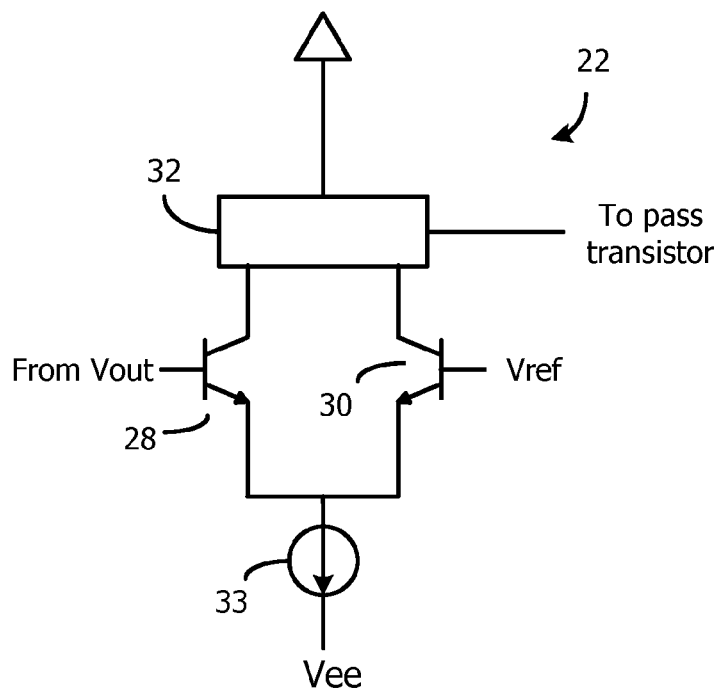 22
32
To pass
transistor
From Vout
Vref
30
28
33
Vee